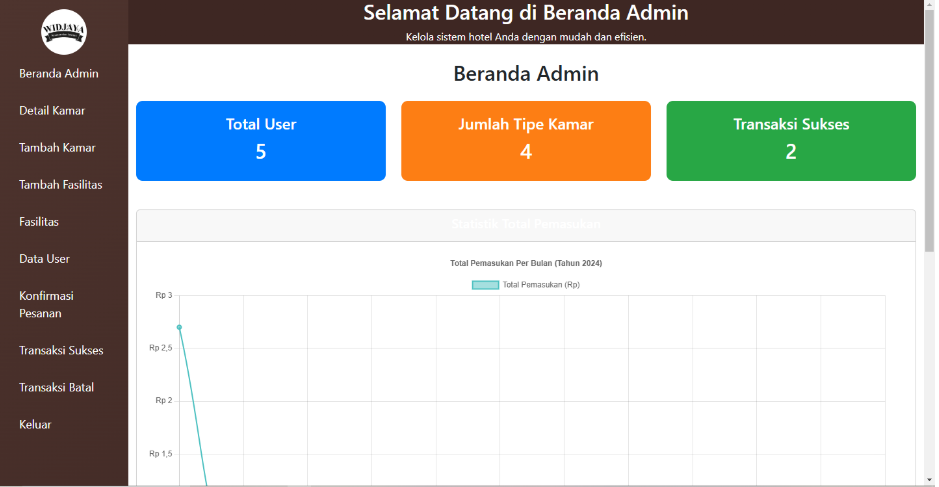 WIDJAYA
Beranda Admin
Detail Kamar
Tambah Kamar
Tambah Fasilitas
Fasilitas
Data User
Konfirmasi
Pesanan
Transaksi Sukses
Transaksi Batal
Keluar
Selamat Datang di Beranda Admin
Kelola sistem hotel Anda dengan mudah dan efisien.
Beranda Admin
Total User
5
Jumlah Tipe Kamar
4
Transaksi Sukses
2
Statistik Total Pemasukan
Total Pemasukan Per Bulan (Tahun 2024)
Total Pemasukan (Rp)
Rp 3
Rp 2,5
Rp 2
Rp 1,5